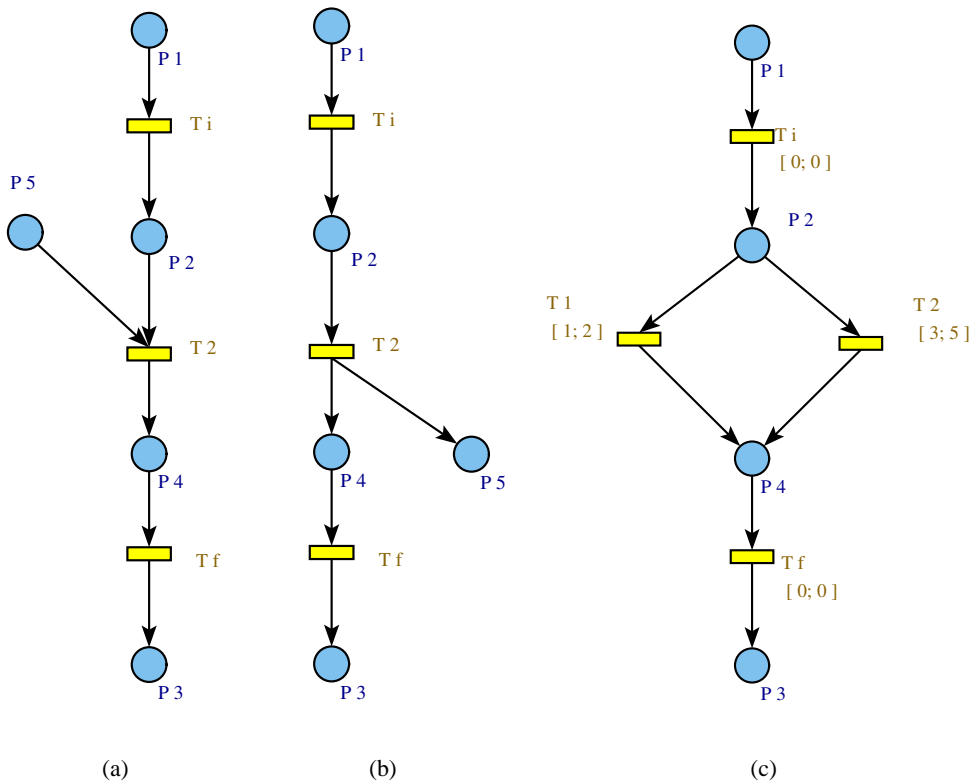 P 1
T i
P 5
P 2
T 2
P 4
T f
P 3
(a)
P 1
T i
P 2
T 2
P 4
P 5
T f
P 3
(b)
P 1
T i
[ 0; 0 ]
P 2
T 1
[ 1; 2 ]
T 2
[ 3; 5 ]
P 4
T f
[ 0; 0 ]
P 3
(c)